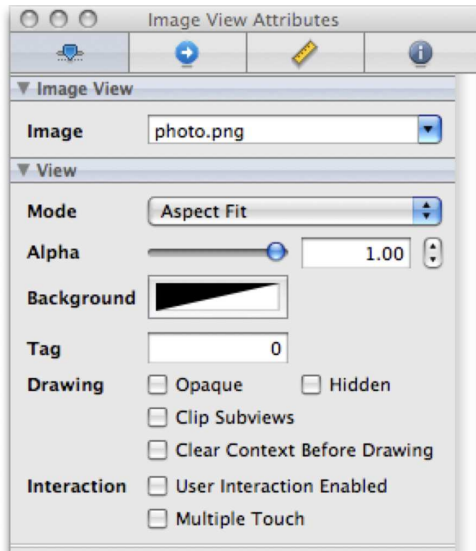 Image View Attributes
Image View
Image photo.png
View
Mode Aspect Fit
Alpha 1.00
Background
Tag 0
Drawing Opaque Hidden
Clip Subviews
Clear Context Before Drawing
Interaction User Interaction Enabled
Multiple Touch